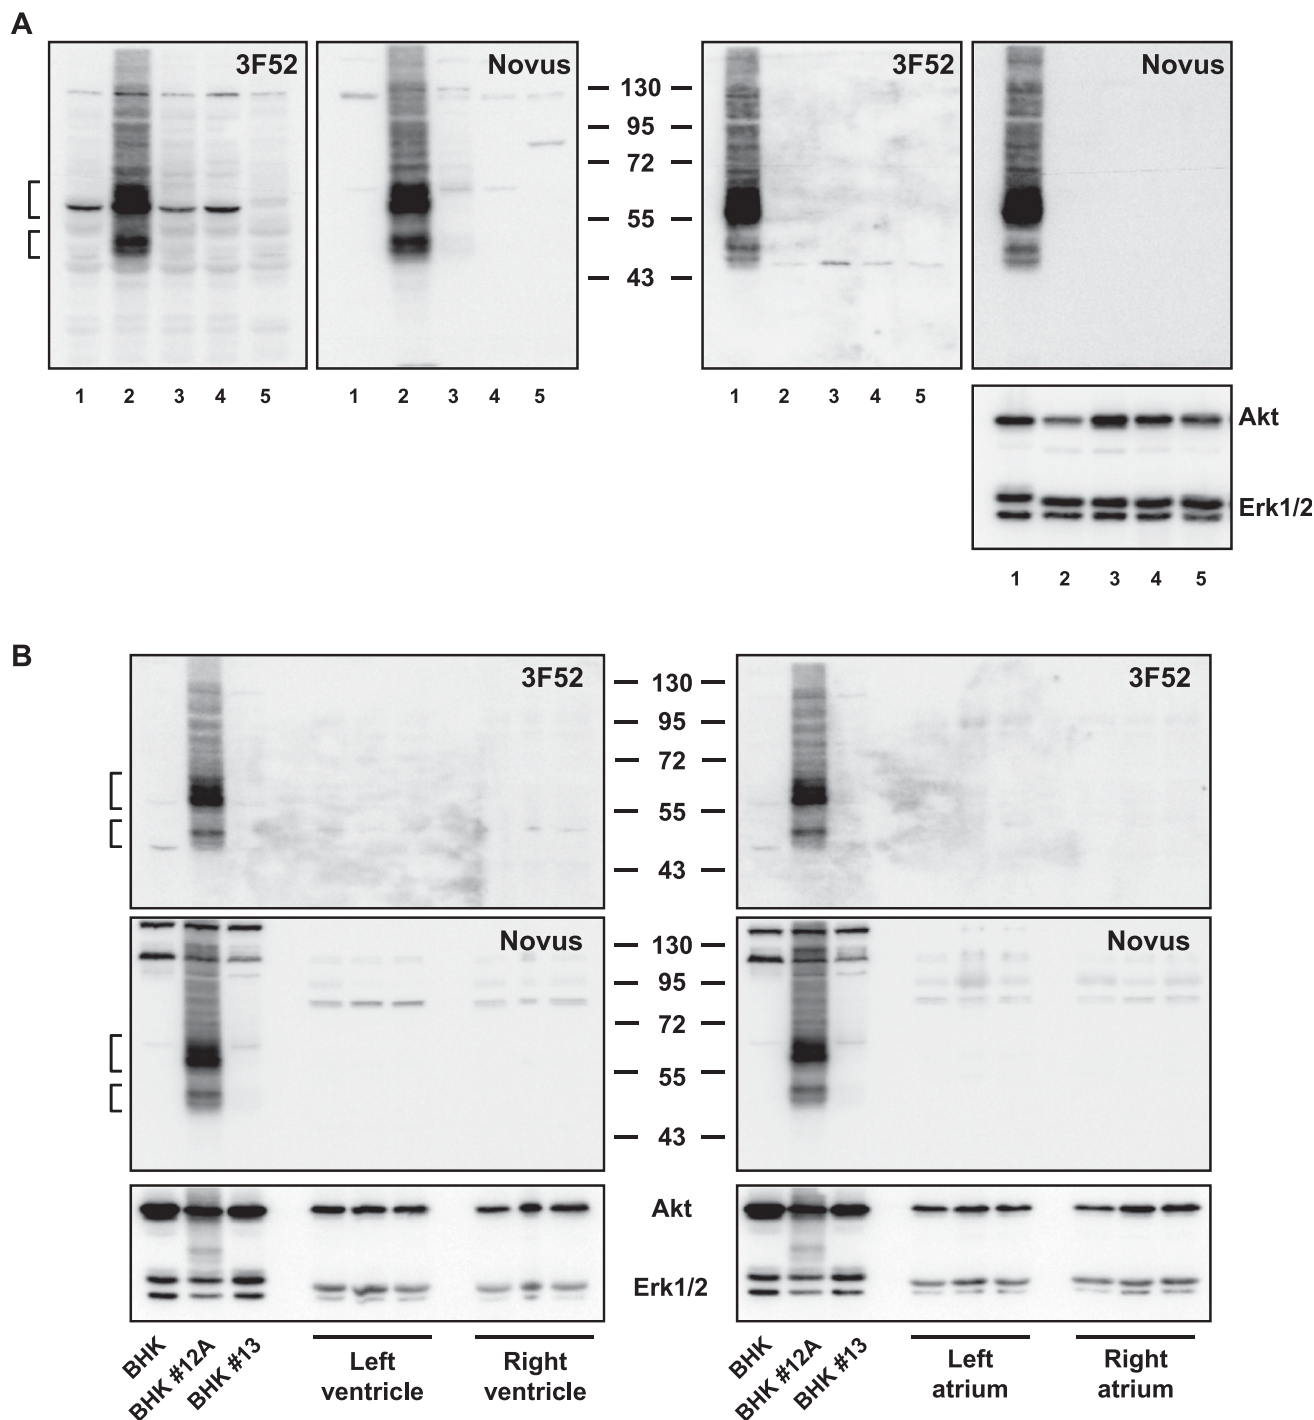 A
3F52
Novus
130
95
72
55
43
3F52
Novus
1 2 3 4 5
1 2 3 4 5
1 2 3 4 5
Akt
Erk1/2
1 2 3 4 5
B
3F52
130
95
72
55
43
3F52
Novus
130
95
72
55
43
Novus
Akt
Erk1/2
BHK
BHK #12A
BHK #13
Left
ventricle
Right
ventricle
BHK
BHK #12A
BHK #13
Left
atrium
Right
atrium